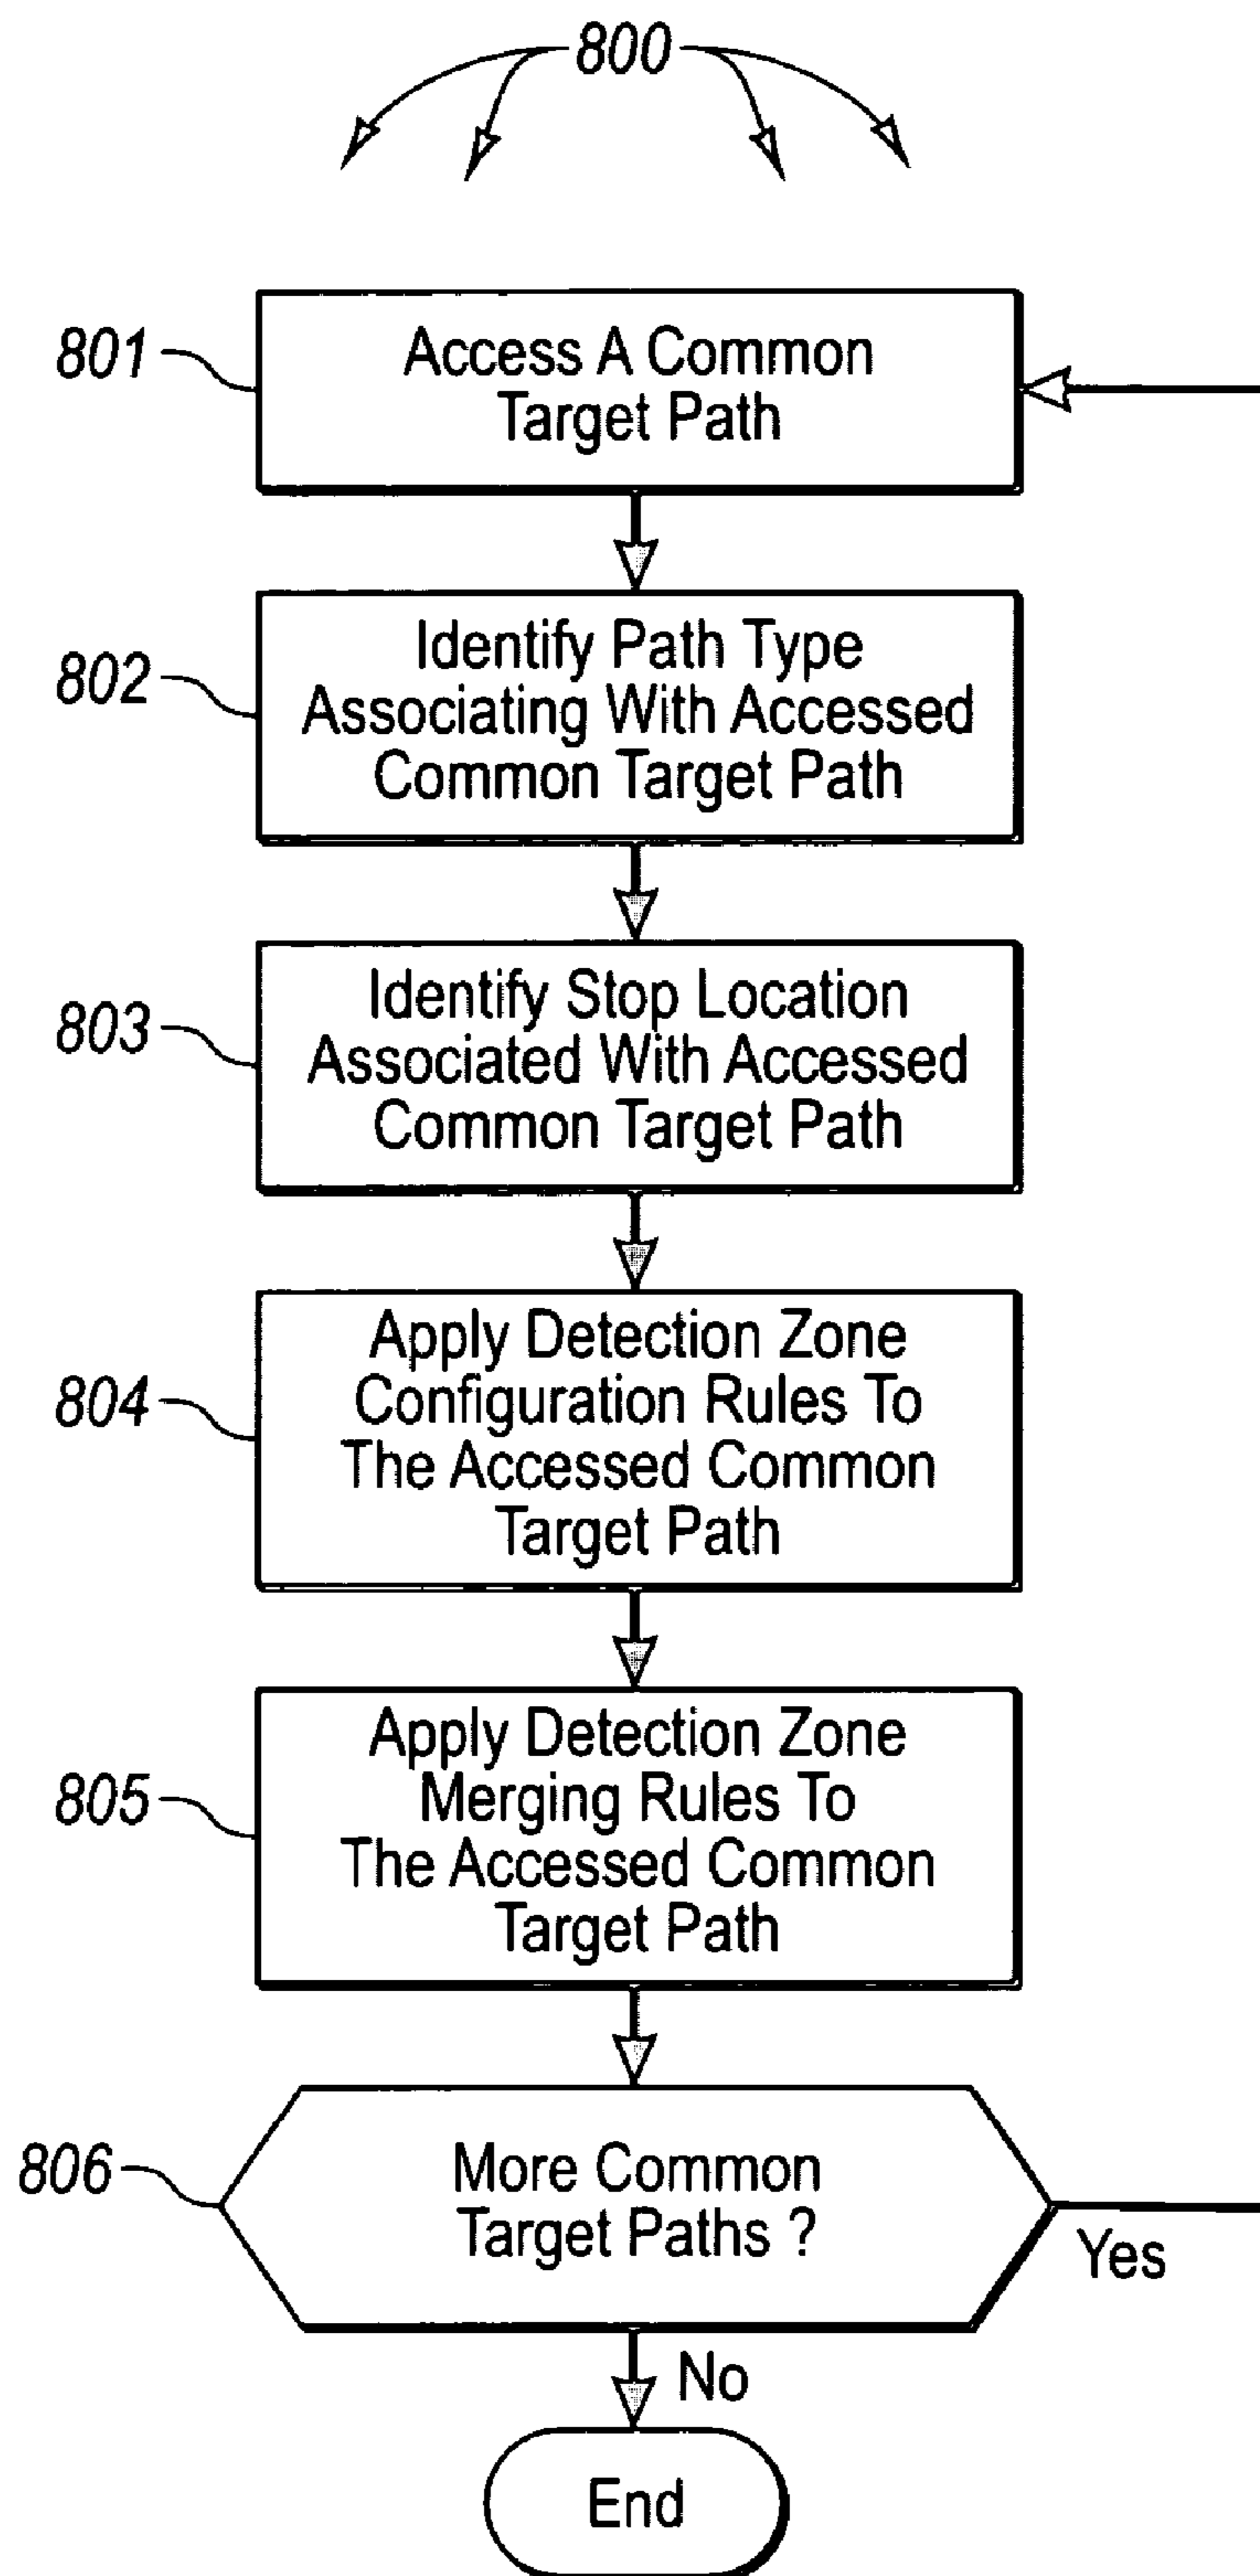 800
801
Access A Common
Target Path
802
Identify Path Type
Associating With Accessed
Common Target Path
803
Identify Stop Location
Associated With Accessed
Common Target Path
804
Apply Detection Zone
Configuration Rules To
The Accessed Common
Target Path
805
Apply Detection Zone
Merging Rules To
The Accessed Common
Target Path
806
More Common
Target Paths ?
Yes
No
End